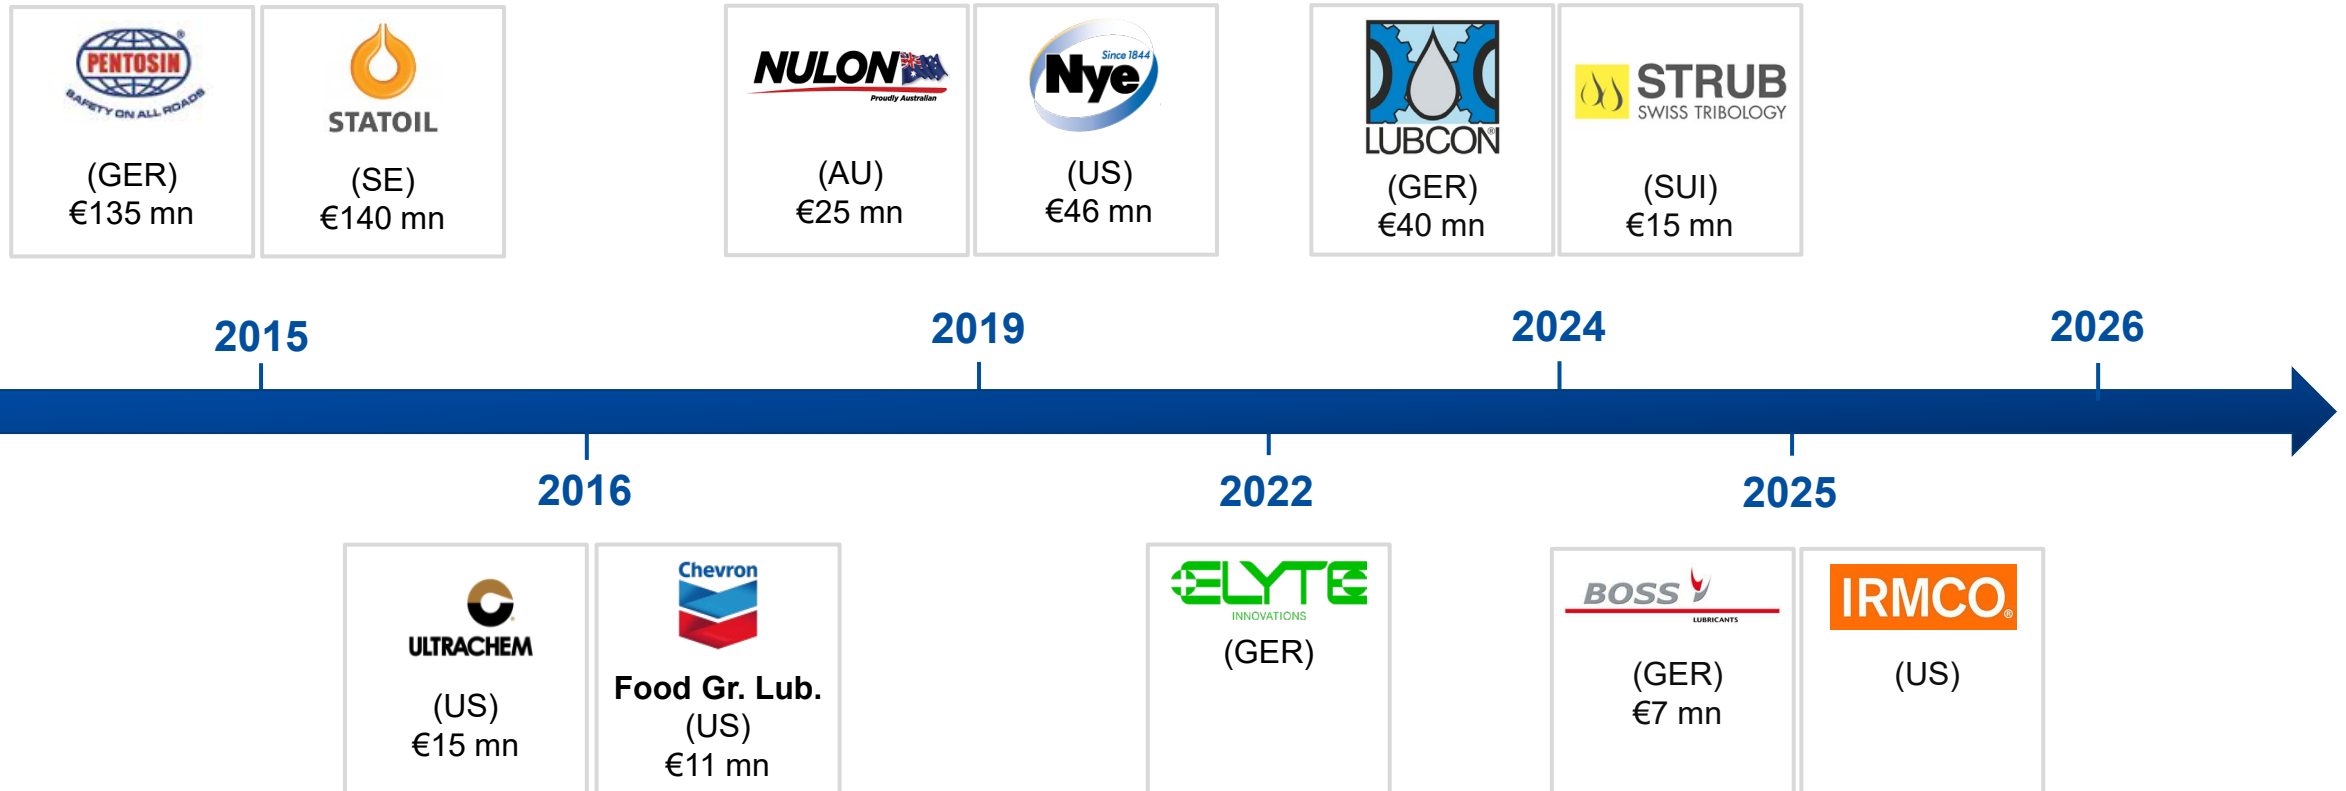 PENTOSIN®
SAFETY ON ALL ROADS
(GER)
€135 mn
STATOIL
(SE)
€140 mn
NULON
Proudly Australian
(AU)
€25 mn
Since 1844
Nye
(US)
€46 mn
LUBCON®
(GER)
€40 mn
STRUB
SWISS TRIBOLOGY
(SUI)
€15 mn
2015
2019
2024
2026
2016
2022
2025
ULTRACHEM
(US)
€15 mn
Chevron
Food Gr. Lub.
(US)
€11 mn
ELYTE
INNOVATIONS
(GER)
BOSS
LUBRICANTS
(GER)
€7 mn
IRMCO®
(US)